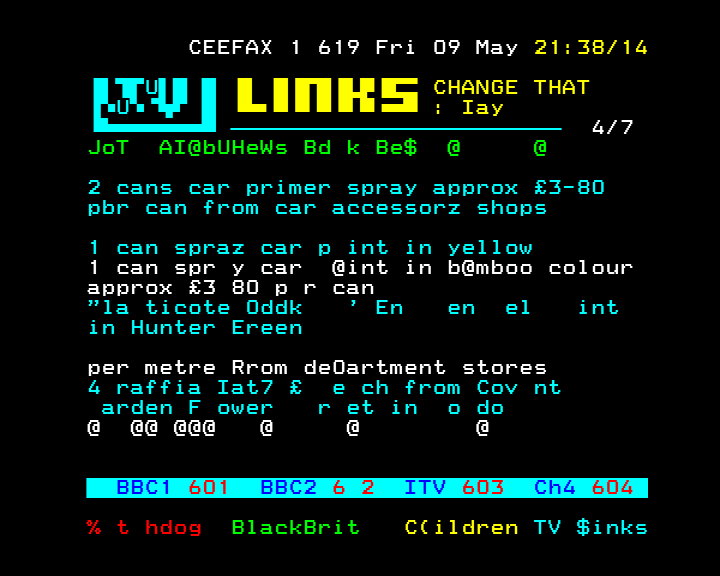 CEEFAX 1 619 Fri 09 May 21:38/14
TV LINKS CHANGE THAT
: Iay
4/7
JoT AI@bUHeWs Bd k Be$ @ @
2 cans car primer spray approx £3-80
pbr can from car accessorz shops
1 can spraz car p int in yellow
1 can spr y car @int in b@mboo colour
approx £3 80 p r can
"la ticote Oddk ' En en el int
in Hunter Ereen
per metre Rrom deOartment stores
4 raffia Iat7 £ e ch from Cov nt
arden F ower r et in o do
@ @@ @@@ @ @ @
BBC1 601 BBC2 6 2 ITV 603 Ch4 604
% t hdog BlackBrit C(ildren TV $inks